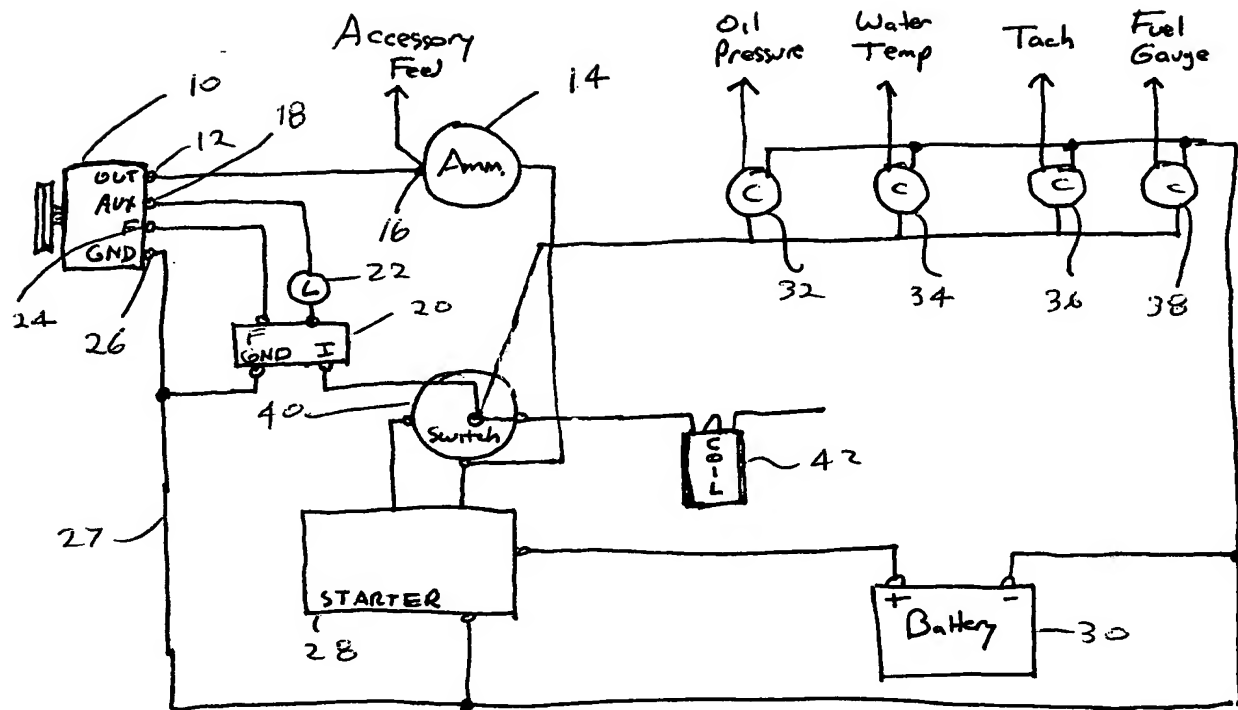 Accessory
Feed
Oil
Pressure
Water
Temp
Tach
Fuel
Gauge
10
12
18
14
OUT
AUX
F
GND
Amm.
16
C
C
C
C
24
26
22
L
20
32
34
36
38
F
GND I
40
Switch
COIL
42
27
STARTER
28
+ -
Battery
30